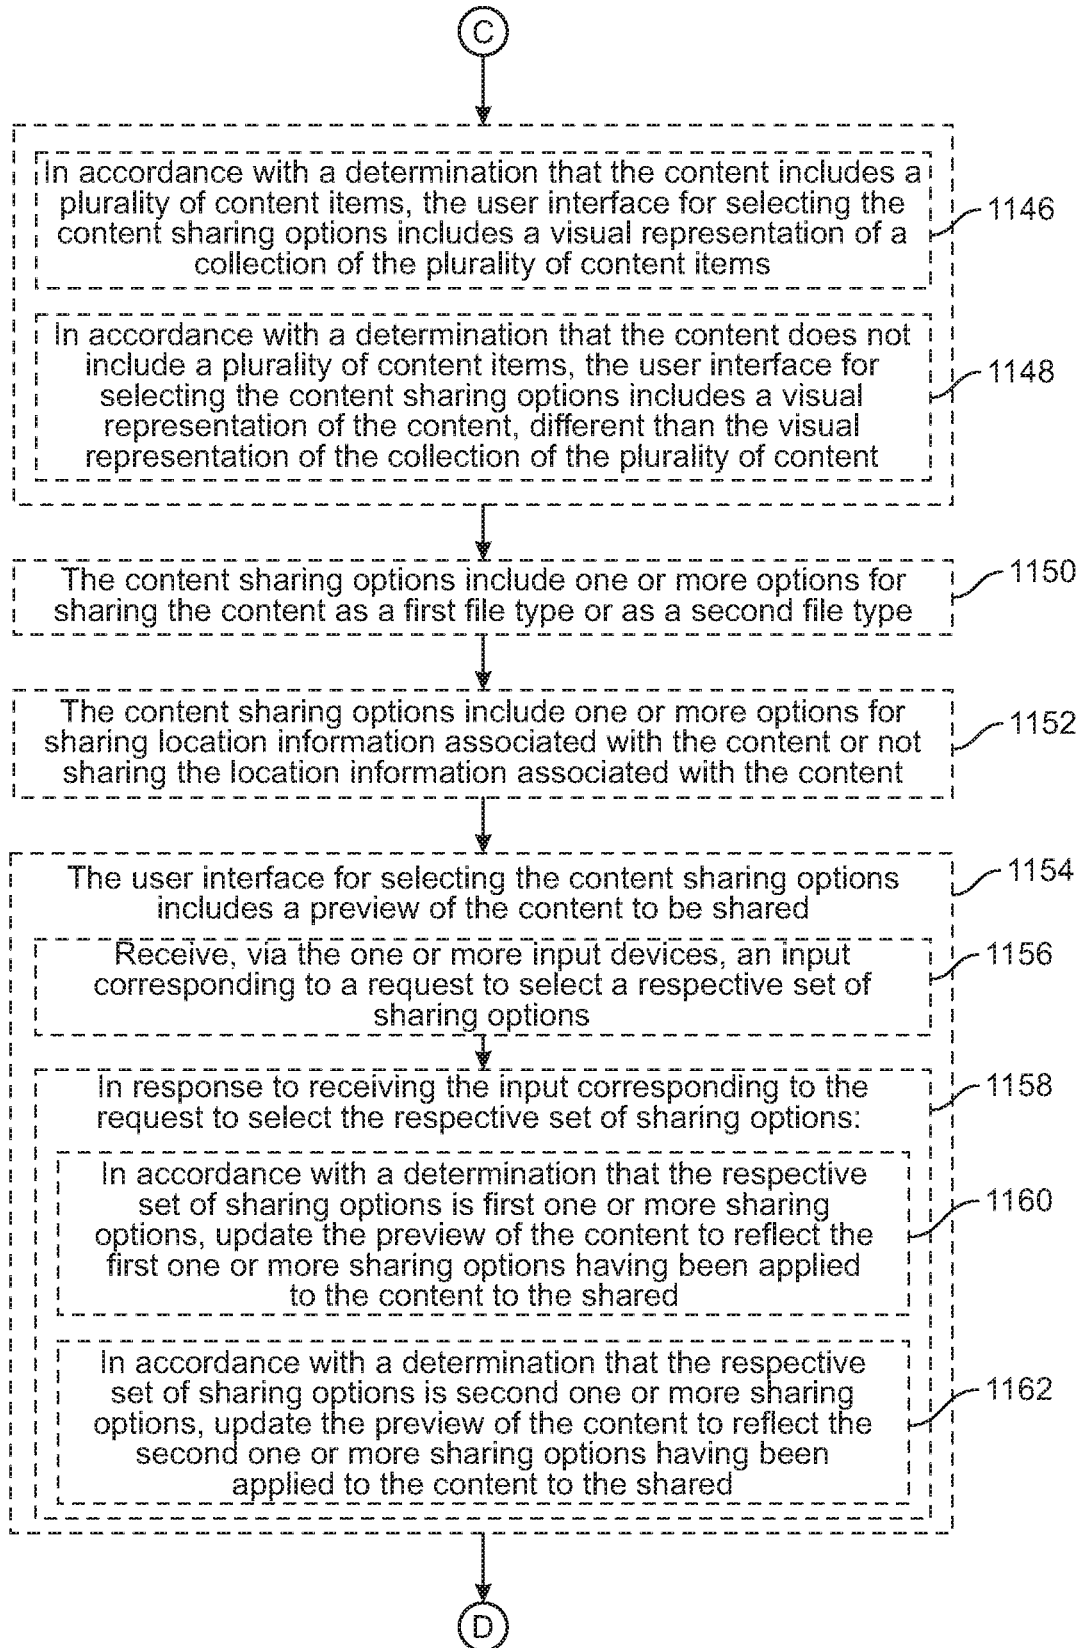 C
In accordance with a determination that the content includes a
plurality of content items, the user interface for selecting the
content sharing options includes a visual representation of a
collection of the plurality of content items
1146
In accordance with a determination that the content does not
include a plurality of content items, the user interface for
selecting the content sharing options includes a visual
representation of the content, different than the visual
representation of the collection of the plurality of content
1148
The content sharing options include one or more options for
sharing the content as a first file type or as a second file type
1150
The content sharing options include one or more options for
sharing location information associated with the content or not
sharing the location information associated with the content
1152
The user interface for selecting the content sharing options
includes a preview of the content to be shared
1154
Receive, via the one or more input devices, an input
corresponding to a request to select a respective set of
sharing options
1156
In response to receiving the input corresponding to the
request to select the respective set of sharing options:
1158
In accordance with a determination that the respective
set of sharing options is first one or more sharing
options, update the preview of the content to reflect the
first one or more sharing options having been applied
to the content to the shared
1160
In accordance with a determination that the respective
set of sharing options is second one or more sharing
options, update the preview of the content to reflect the
second one or more sharing options having been
applied to the content to the shared
1162
D